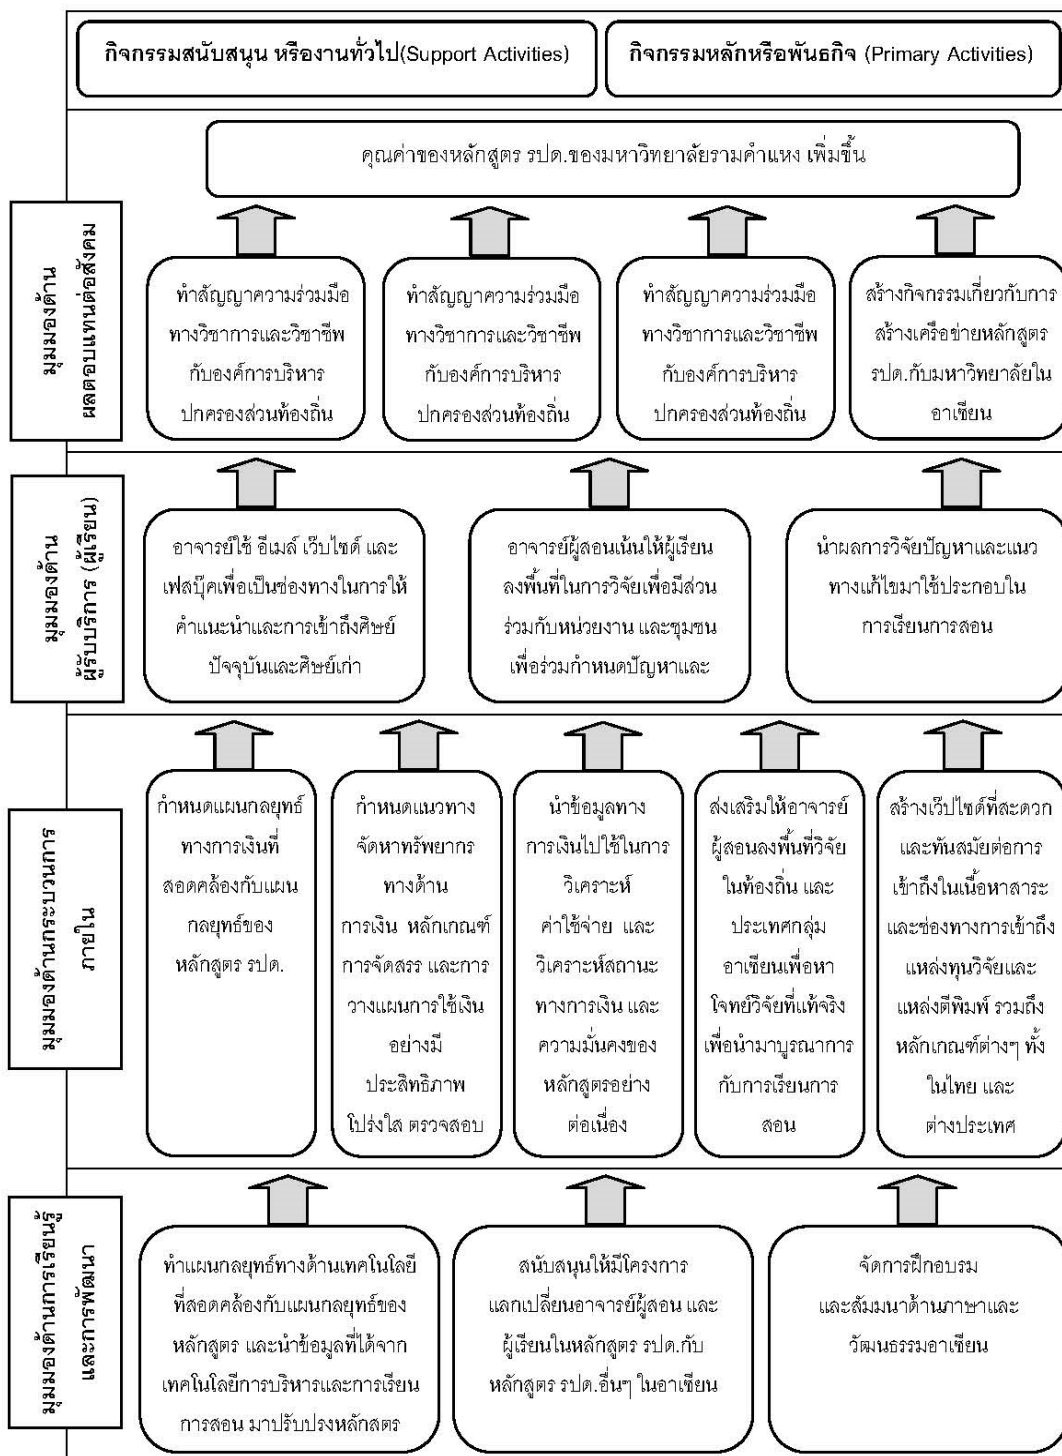 กิจกรรมสนับสนุน หรืองานทั่วไป(Support Activities)
กิจกรรมหลักหรือพันธกิจ (Primary Activities)
คุณค่าของหลักสูตร รปด.ของมหาวิทยาลัยรามคำแหง เพิ่มขึ้น
มุมมองด้าน
ผลตอบแทนต่อสังคม
ทำสัญญาความร่วมมือ
ทางวิชาการและวิชาชีพ
กับองค์การบริหาร
ปกครองส่วนท้องถิ่น
ทำสัญญาความร่วมมือ
ทางวิชาการและวิชาชีพ
กับองค์การบริหาร
ปกครองส่วนท้องถิ่น
ทำสัญญาความร่วมมือ
ทางวิชาการและวิชาชีพ
กับองค์การบริหาร
ปกครองส่วนท้องถิ่น
สร้างกิจกรรมเกี่ยวกับการ
สร้างเครือข่ายหลักสูตร
รปด.กับมหาวิทยาลัยใน
อาเซียน
มุมมองด้าน
ผู้รับบริการ (ผู้เรียน)
อาจารย์ใช้ อีเมล์ เว็บไซด์ และ
เฟสบุ๊คเพื่อเป็นช่องทางในการให้
คำแนะนำและการเข้าถึงศิษย์
ปัจจุบันและศิษย์เก่า
อาจารย์ผู้สอนเน้นให้ผู้เรียน
ลงพื้นที่ในการวิจัยเพื่อมีส่วน
ร่วมกับหน่วยงาน และชุมชน
เพื่อร่วมกำหนดปัญหาและ
นำผลการวิจัยปัญหาและแนว
ทางแก้ไขมาใช้ประกอบใน
การเรียนการสอน
มุมมองด้านกระบวนการ
ภายใน
กำหนดแผนกลยุทธ์
ทางการเงินที่
สอดคล้องกับแผน
กลยุทธ์ของ
หลักสูตร รปด.
กำหนดแนวทาง
จัดหาทรัพยากร
ทางด้าน
การเงิน หลักเกณฑ์
การจัดสรร และการ
วางแผนการใช้เงิน
อย่างมี
ประสิทธิภาพ
โปร่งใส ตรวจสอบ
นำข้อมูลทาง
การเงินไปใช้ในการ
วิเคราะห์
ค่าใช้จ่าย และ
วิเคราะห์สถานะ
ทางการเงิน และ
ความมั่นคงของ
หลักสูตรอย่าง
ต่อเนื่อง
ส่งเสริมให้อาจารย์
ผู้สอนลงพื้นที่วิจัย
ในท้องถิ่น และ
ประเทศกลุ่ม
อาเซียนเพื่อหา
โจทย์วิจัยที่แท้จริง
เพื่อนำมาบูรณาการ
กับการเรียนการ
สอน
สร้างเว็ปไซด์ที่สะดวก
และทันสมัยต่อการ
เข้าถึงในเนื้อหาสาระ
และช่องทางการเข้าถึง
แหล่งทุนวิจัยและ
แหล่งตีพิมพ์ รวมถึง
หลักเกณฑ์ต่างๆ ทั้ง
ในไทย และ
ต่างประเทศ
มุมมองด้านการเรียนรู้
และการพัฒนา
ทำแผนกลยุทธ์ทางด้านเทคโนโลยี
ที่สอดคล้องกับแผนกลยุทธ์ของ
หลักสูตร และนำข้อมูลที่ได้จาก
เทคโนโลยีการบริหารและการเรียน
การสอน มาปรับปรุงหลักสูตร
สนับสนุนให้มีโครงการ
แลกเปลี่ยนอาจารย์ผู้สอน และ
ผู้เรียนในหลักสูตร รปด.กับ
หลักสูตร รปด.อื่นๆ ในอาเซียน
จัดการฝึกอบรม
และสัมมนาด้านภาษาและ
วัฒนธรรมอาเซียน